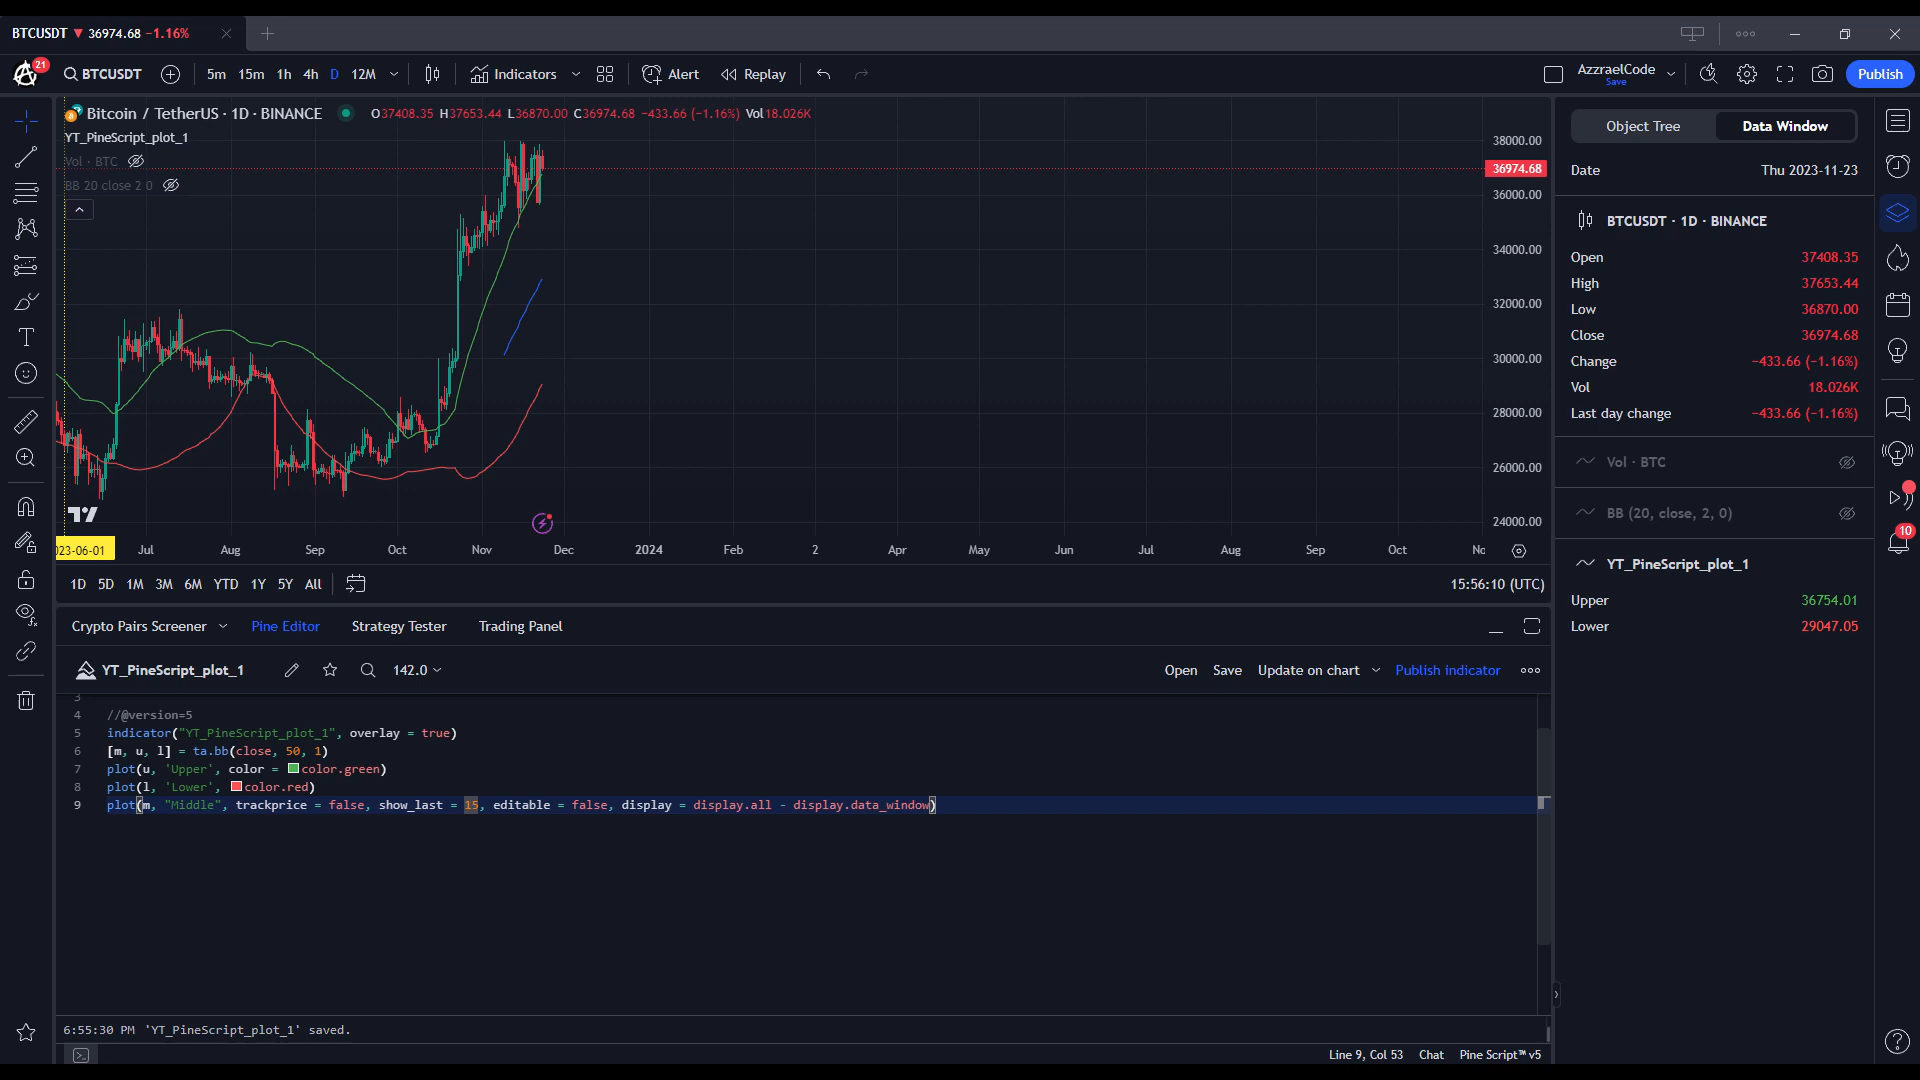 BTCUSDT ▼ 36974.68 −1.16%
21
BTCUSDT
5m 15m 1h 4h D 12M
Indicators
Alert
Replay
AzzraelCode
Save
Publish
Bitcoin / TetherUS · 1D · BINANCE O37408.35 H37653.44 L36870.00 C36974.68 −433.66 (−1.16%) Vol18.026K
YT_PineScript_plot_1
Vol · BTC
BB 20 close 2 0
38000.00
36974.68
36000.00
34000.00
32000.00
30000.00
28000.00
26000.00
24000.00
023-06-01 Jul Aug Sep Oct Nov Dec 2024 Feb 2 Apr May Jun Jul Aug Sep Oct Nc
1D 5D 1M 3M 6M YTD 1Y 5Y All
15:56:10 (UTC)
Crypto Pairs Screener Pine Editor Strategy Tester Trading Panel
YT_PineScript_plot_1 142.0
Open Save Update on chart Publish indicator
3
4 //@version=5
5 indicator("YT_PineScript_plot_1", overlay = true)
6 [m, u, l] = ta.bb(close, 50, 1)
7 plot(u, 'Upper', color = color.green)
8 plot(l, 'Lower', color.red)
9 plot(m, "Middle", trackprice = false, show_last = 15, editable = false, display = display.all - display.data_window)
6:55:30 PM 'YT_PineScript_plot_1' saved.
Line 9, Col 53 Chat Pine Script™ v5
Object Tree Data Window
Date Thu 2023-11-23
BTCUSDT · 1D · BINANCE
Open 37408.35
High 37653.44
Low 36870.00
Close 36974.68
Change −433.66 (−1.16%)
Vol 18.026K
Last day change −433.66 (−1.16%)
Vol · BTC
BB (20, close, 2, 0)
YT_PineScript_plot_1
Upper 36754.01
Lower 29047.05
10